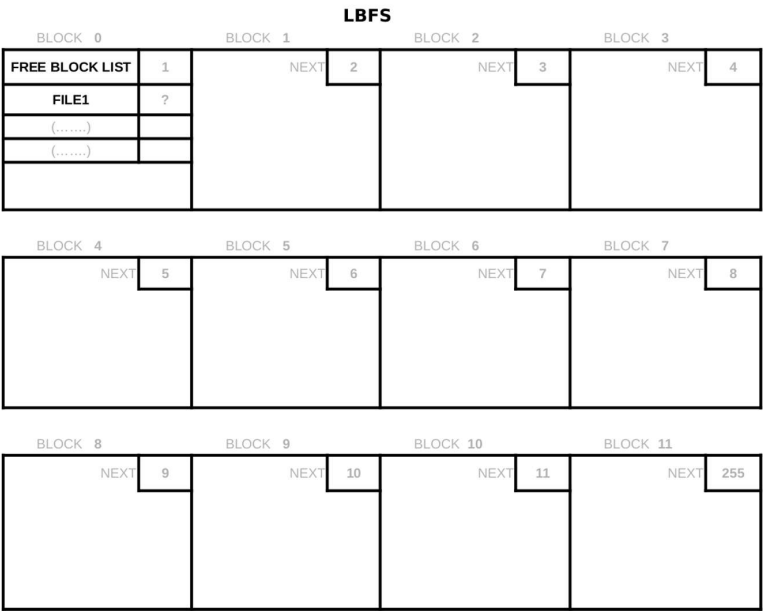 LBFS
BLOCK 0 BLOCK 1 BLOCK 2 BLOCK 3
FREE BLOCK LIST 1 NEXT 2 NEXT 3 NEXT 4
FILE1 ?
(.......)
(.......)
BLOCK 4 BLOCK 5 BLOCK 6 BLOCK 7
NEXT 5 NEXT 6 NEXT 7 NEXT 8
BLOCK 8 BLOCK 9 BLOCK 10 BLOCK 11
NEXT 9 NEXT 10 NEXT 11 NEXT 255